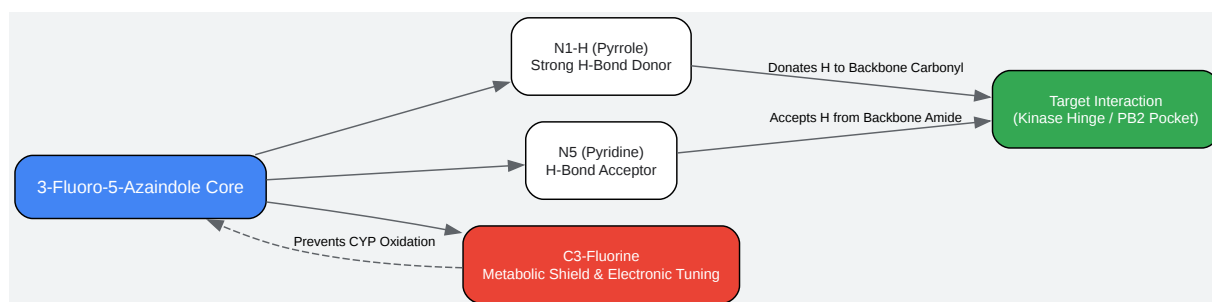 N1-H (Pyrrole)
Strong H-Bond Donor
Donates H to Backbone Carbonyl
Target Interaction
(Kinase Hinge / PB2 Pocket)
Accepts H from Backbone Amide
N5 (Pyridine)
H-Bond Acceptor
3-Fluoro-5-Azaindole Core
Prevents CYP Oxidation
C3-Fluorine
Metabolic Shield & Electronic Tuning